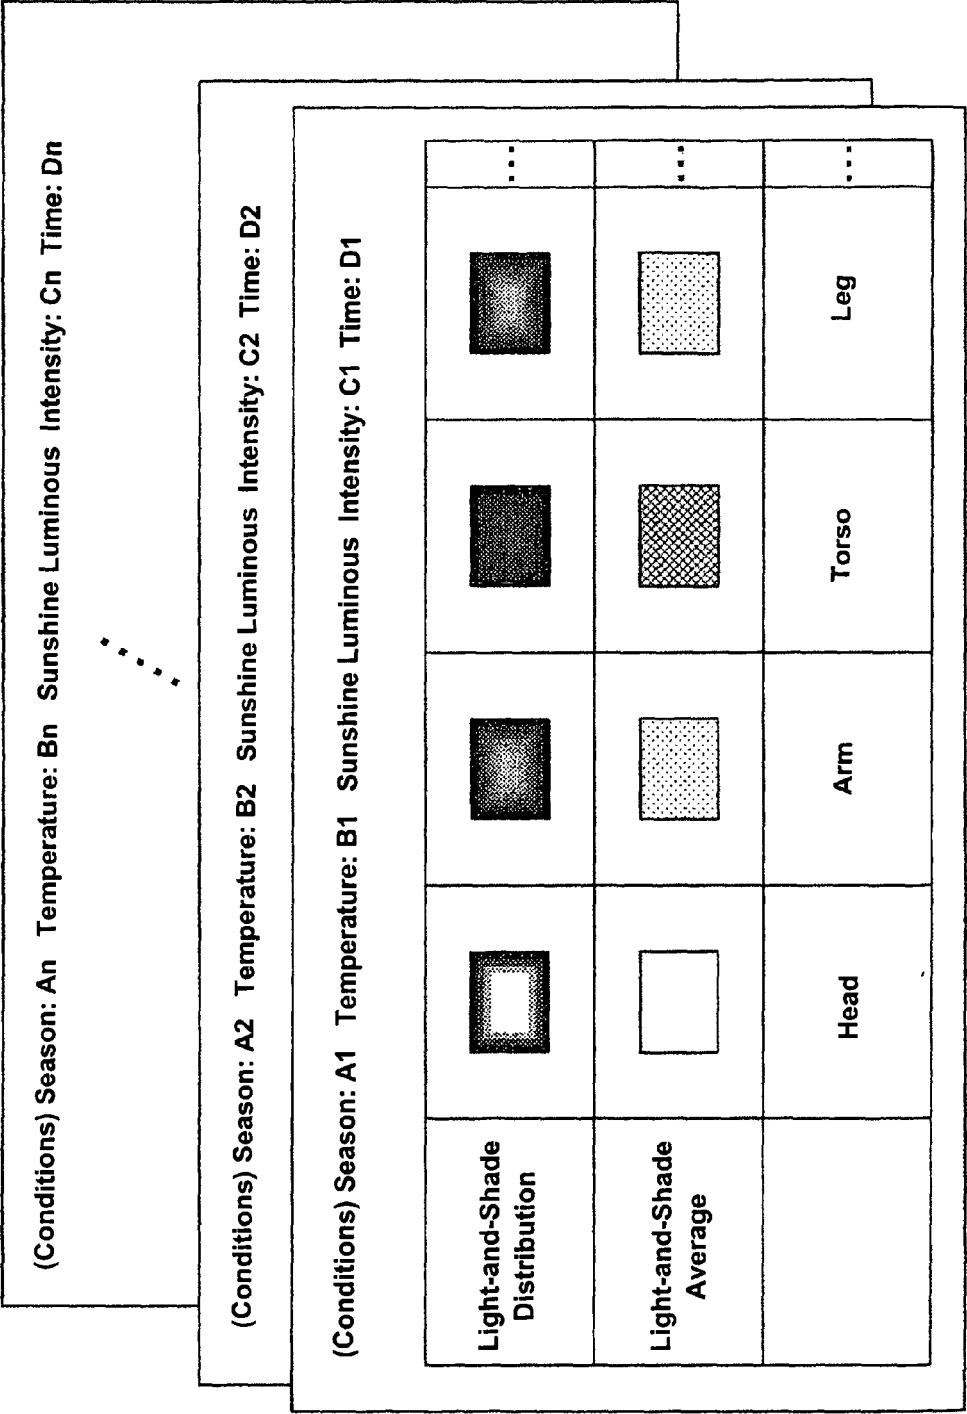 (Conditions) Season: An Temperature: Bn Sunshine Luminous Intensity: Cn Time: Dn
(Conditions) Season: A2 Temperature: B2 Sunshine Luminous Intensity: C2 Time: D2
(Conditions) Season: A1 Temperature: B1 Sunshine Luminous Intensity: C1 Time: D1
Light-and-Shade
Distribution
...
Light-and-Shade
Average
...
Head
Arm
Torso
Leg
...